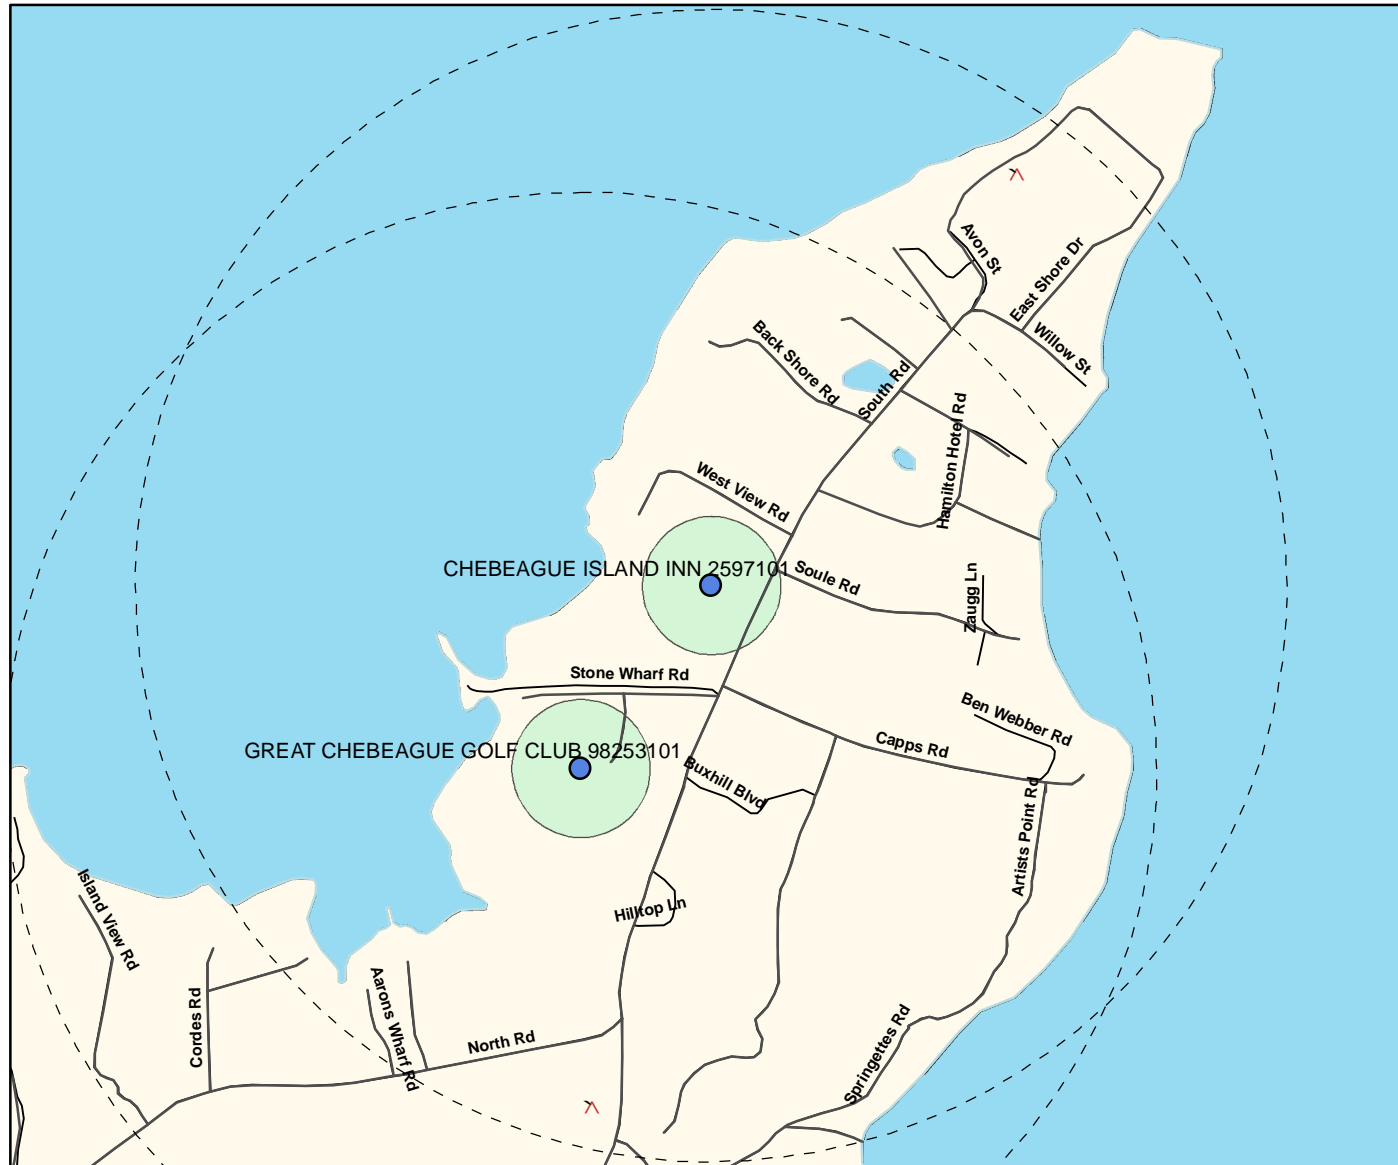 Avon St
East Shore Dr
Willow St
Back Shore Rd
South Rd
Hamilton Hotel Rd
West View Rd
CHEBEAGUE ISLAND INN 2597101
Soule Rd
Zaugg Ln
Stone Wharf Rd
Ben Webber Rd
Capps Rd
GREAT CHEBEAGUE GOLF CLUB 98253101
Buxhill Blvd
Artists Point Rd
Hilltop Ln
Island View Rd
Cordes Rd
Aarons Wharf Rd
North Rd
Springettes Rd